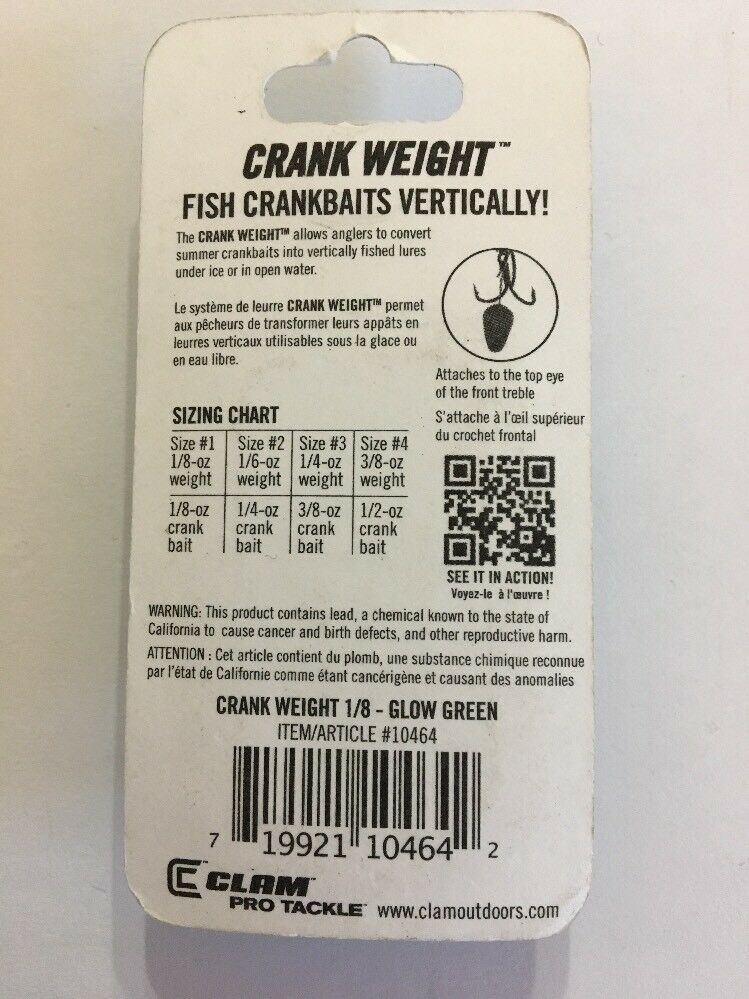 CRANK WEIGHT™
FISH CRANKBAITS VERTICALLY!
The CRANK WEIGHT™ allows anglers to convert
summer crankbaits into vertically fished lures
under ice or in open water.
Le système de leurre CRANK WEIGHT™ permet
aux pêcheurs de transformer leurs appâts en
leurres verticaux utilisables sous la glace ou
en eau libre.
Attaches to the top eye
of the front treble
S'attache à l'œil supérieur
du crochet frontal
SIZING CHART
Size #1 Size #2 Size #3 Size #4
1/8-oz 1/6-oz 1/4-oz 3/8-oz
weight weight weight weight
1/8-oz 1/4-oz 3/8-oz 1/2-oz
crank crank crank crank
bait bait bait bait
SEE IT IN ACTION!
Voyez-le à l'œuvre !
WARNING: This product contains lead, a chemical known to the state of
California to cause cancer and birth defects, and other reproductive harm.
ATTENTION : Cet article contient du plomb, une substance chimique reconnue
par l'état de Californie comme étant cancérigène et causant des anomalies
CRANK WEIGHT 1/8 - GLOW GREEN
ITEM/ARTICLE #10464
7 19921 10464 2
CLAM™
PRO TACKLE™ www.clamoutdoors.com